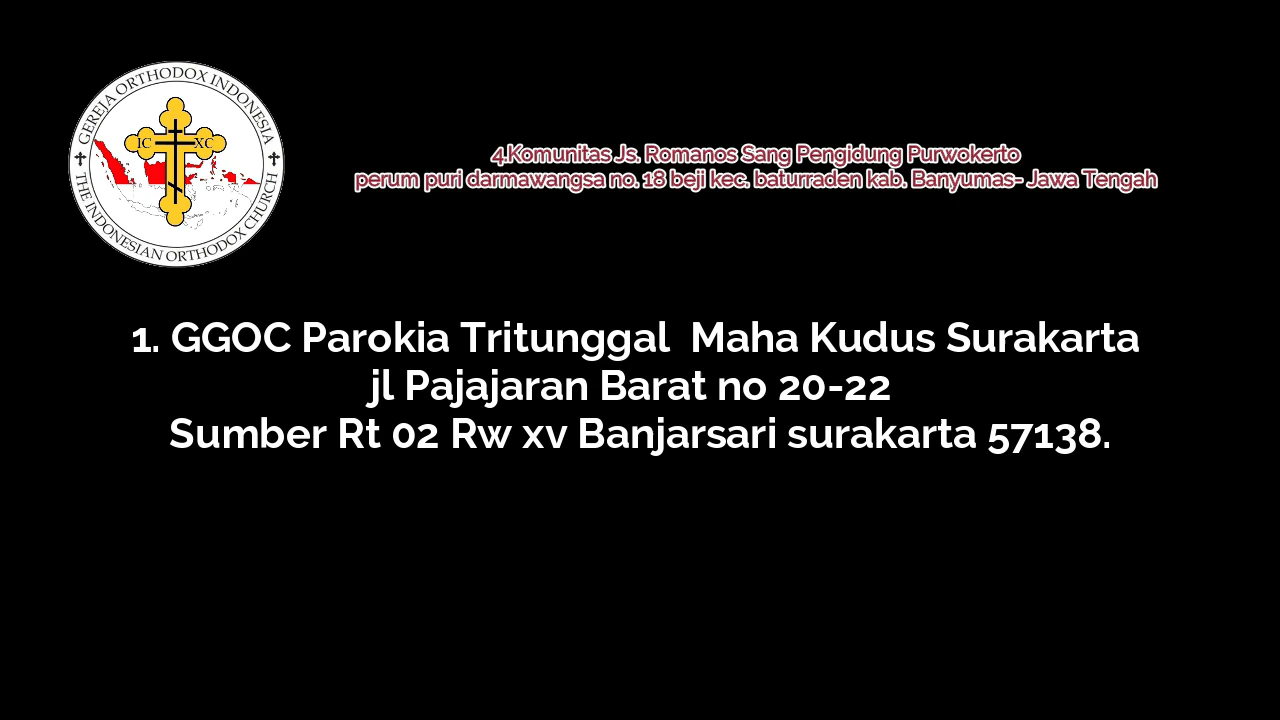 GEREJA ORTHODOX INDONESIA
IC XC
THE INDONESIAN ORTHODOX CHURCH
4.Komunitas Js. Romanos Sang Pengidung Purwokerto
perum puri darmawangsa no. 18 beji kec. baturraden kab. Banyumas- Jawa Tengah
1. GGOC Parokia Tritunggal  Maha Kudus Surakarta
jl Pajajaran Barat no 20-22
Sumber Rt 02 Rw xv Banjarsari surakarta 57138.